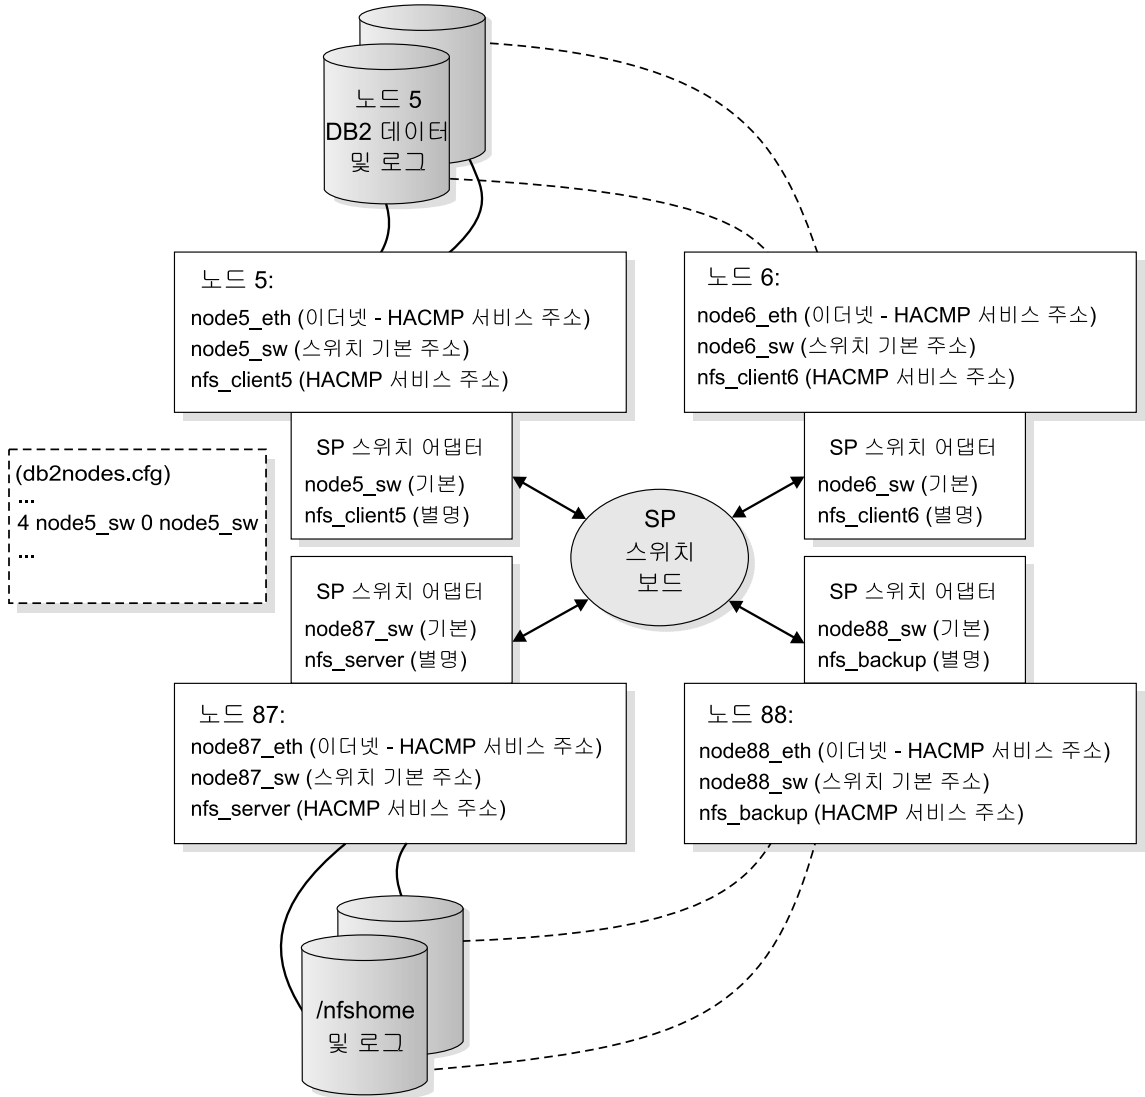 노드 5
DB2 데이터
및 로그
노드 5:
node5_eth (이더넷 - HACMP 서비스 주소)
node5_sw (스위치 기본 주소)
nfs_client5 (HACMP 서비스 주소)
노드 6:
node6_eth (이더넷 - HACMP 서비스 주소)
node6_sw (스위치 기본 주소)
nfs_client6 (HACMP 서비스 주소)
SP 스위치 어댑터
node5_sw (기본)
nfs_client5 (별명)
SP 스위치 어댑터
node6_sw (기본)
nfs_client6 (별명)
(db2nodes.cfg)
...
4 node5_sw 0 node5_sw
...
SP
스위치
보드
SP 스위치 어댑터
node87_sw (기본)
nfs_server (별명)
SP 스위치 어댑터
node88_sw (기본)
nfs_backup (별명)
노드 87:
node87_eth (이더넷 - HACMP 서비스 주소)
node87_sw (스위치 기본 주소)
nfs_server (HACMP 서비스 주소)
노드 88:
node88_eth (이더넷 - HACMP 서비스 주소)
node88_sw (스위치 기본 주소)
nfs_backup (HACMP 서비스 주소)
/nfshome
및 로그